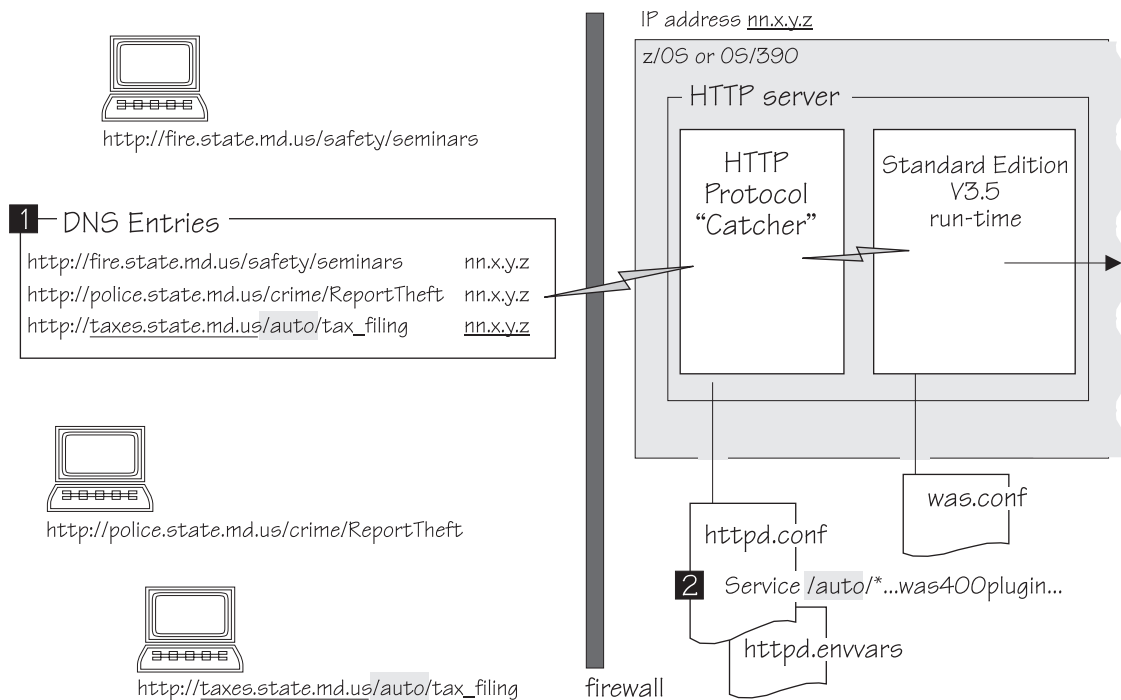 IP address nn.x.y.z
z/OS or OS/390
HTTP server
http://fire.state.md.us/safety/seminars
HTTP
Protocol
“Catcher”
Standard Edition
V3.5
run-time
1 DNS Entries
http://fire.state.md.us/safety/seminars nn.x.y.z
http://police.state.md.us/crime/ReportTheft nn.x.y.z
http://taxes.state.md.us/auto/tax_filing nn.x.y.z
http://police.state.md.us/crime/ReportTheft
was.conf
httpd.conf
2 Service /auto/*...was400plugin...
httpd.envvars
http://taxes.state.md.us/auto/tax_filing
firewall